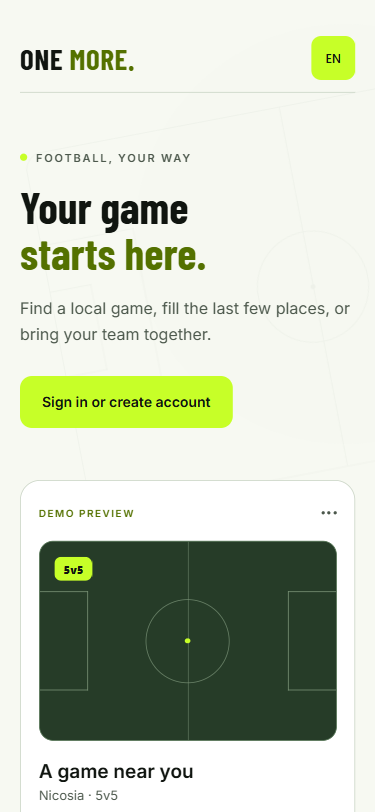 ONE MORE.
EN
FOOTBALL, YOUR WAY
Your game
starts here.
Find a local game, fill the last few places, or
bring your team together.
Sign in or create account
DEMO PREVIEW
5v5
A game near you
Nicosia · 5v5